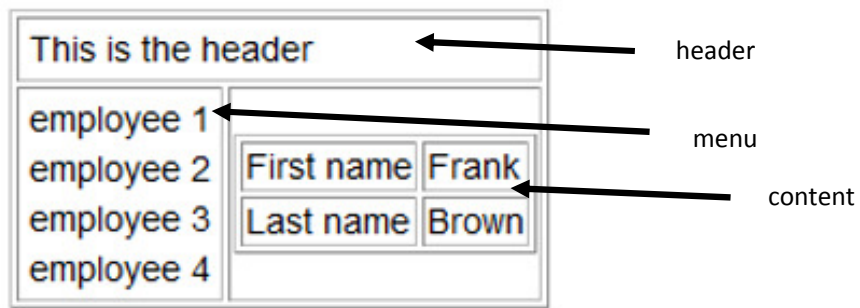 This is the header
header
employee 1
employee 2
employee 3
employee 4
First name Frank
Last name Brown
menu
content